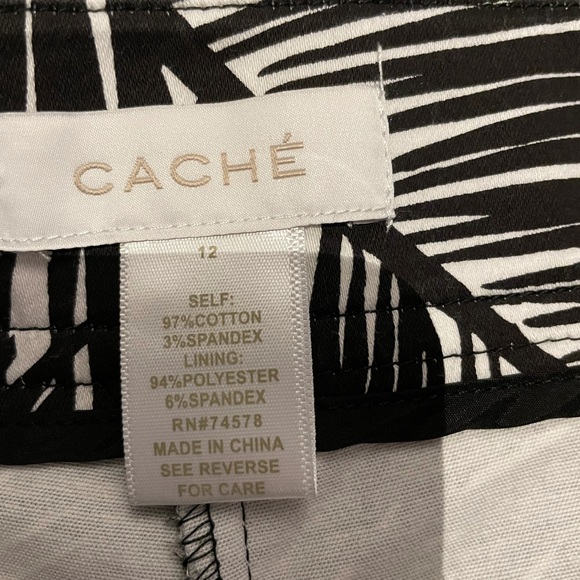 CACHÉ
12
SELF:
97%COTTON
3%SPANDEX
LINING:
94%POLYESTER
6%SPANDEX
RN#74578
MADE IN CHINA
SEE REVERSE
FOR CARE